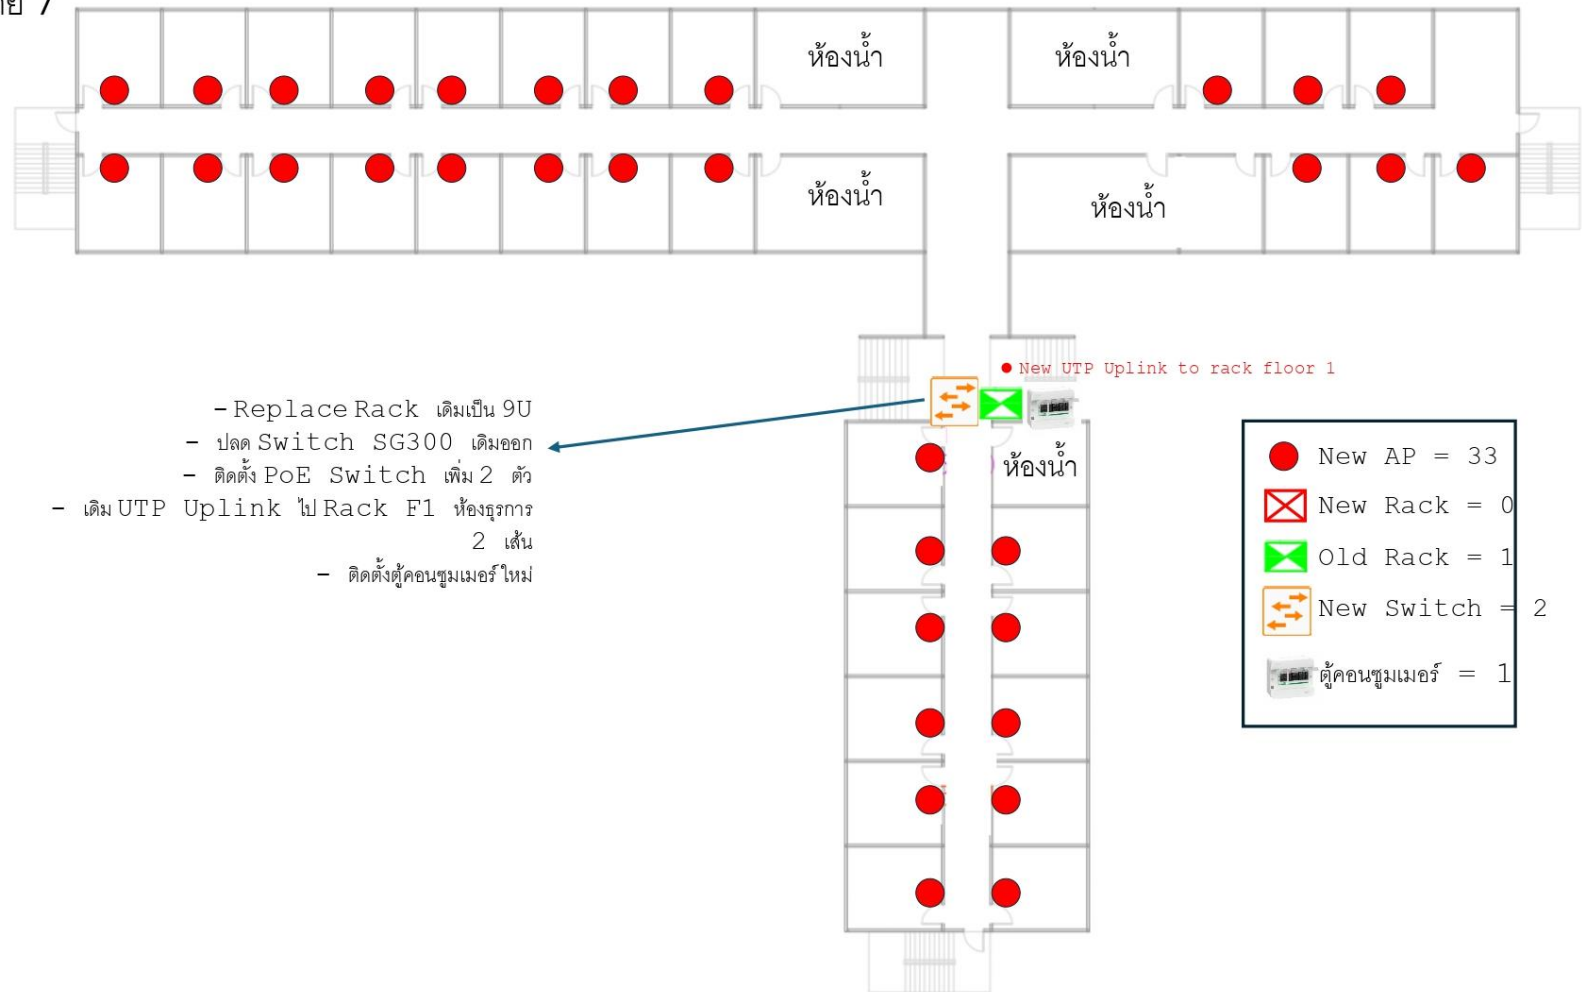 7
ห้องน้ำ
ห้องน้ำ
ห้องน้ำ
ห้องน้ำ
New UTP Uplink to rack floor 1
- Replace Rack เดิมเป็น 9U
- ปลด Switch SG300 เดิมออก
- ติดตั้ง PoE Switch เพิ่ม 2 ตัว
- เดิม UTP Uplink ไป Rack F1 ห้องธุรการ
2 เส้น
- ติดตั้งตู้คอนซูมเมอร์ ใหม่
ห้องน้ำ
New AP = 33
New Rack = 0
Old Rack = 1
New Switch = 2
ตู้คอนซูมเมอร์ = 1